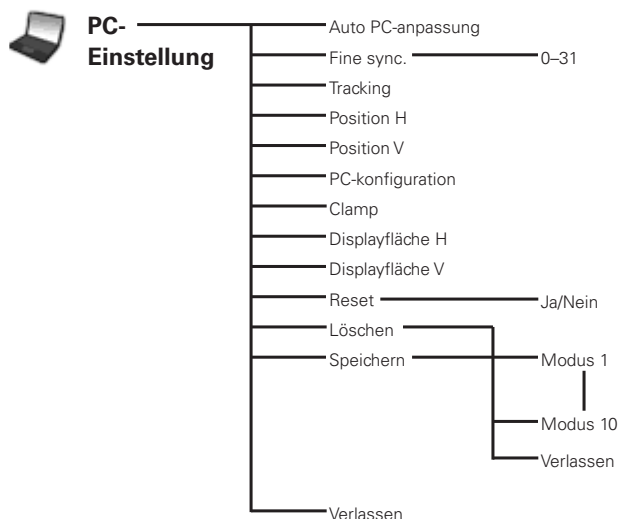 PC-
Einstellung
Auto PC-anpassung
Fine sync.
0–31
Tracking
Position H
Position V
PC-konfiguration
Clamp
Displayfläche H
Displayfläche V
Reset
Ja/Nein
Löschen
Speichern
Modus 1
Modus 10
Verlassen
Verlassen